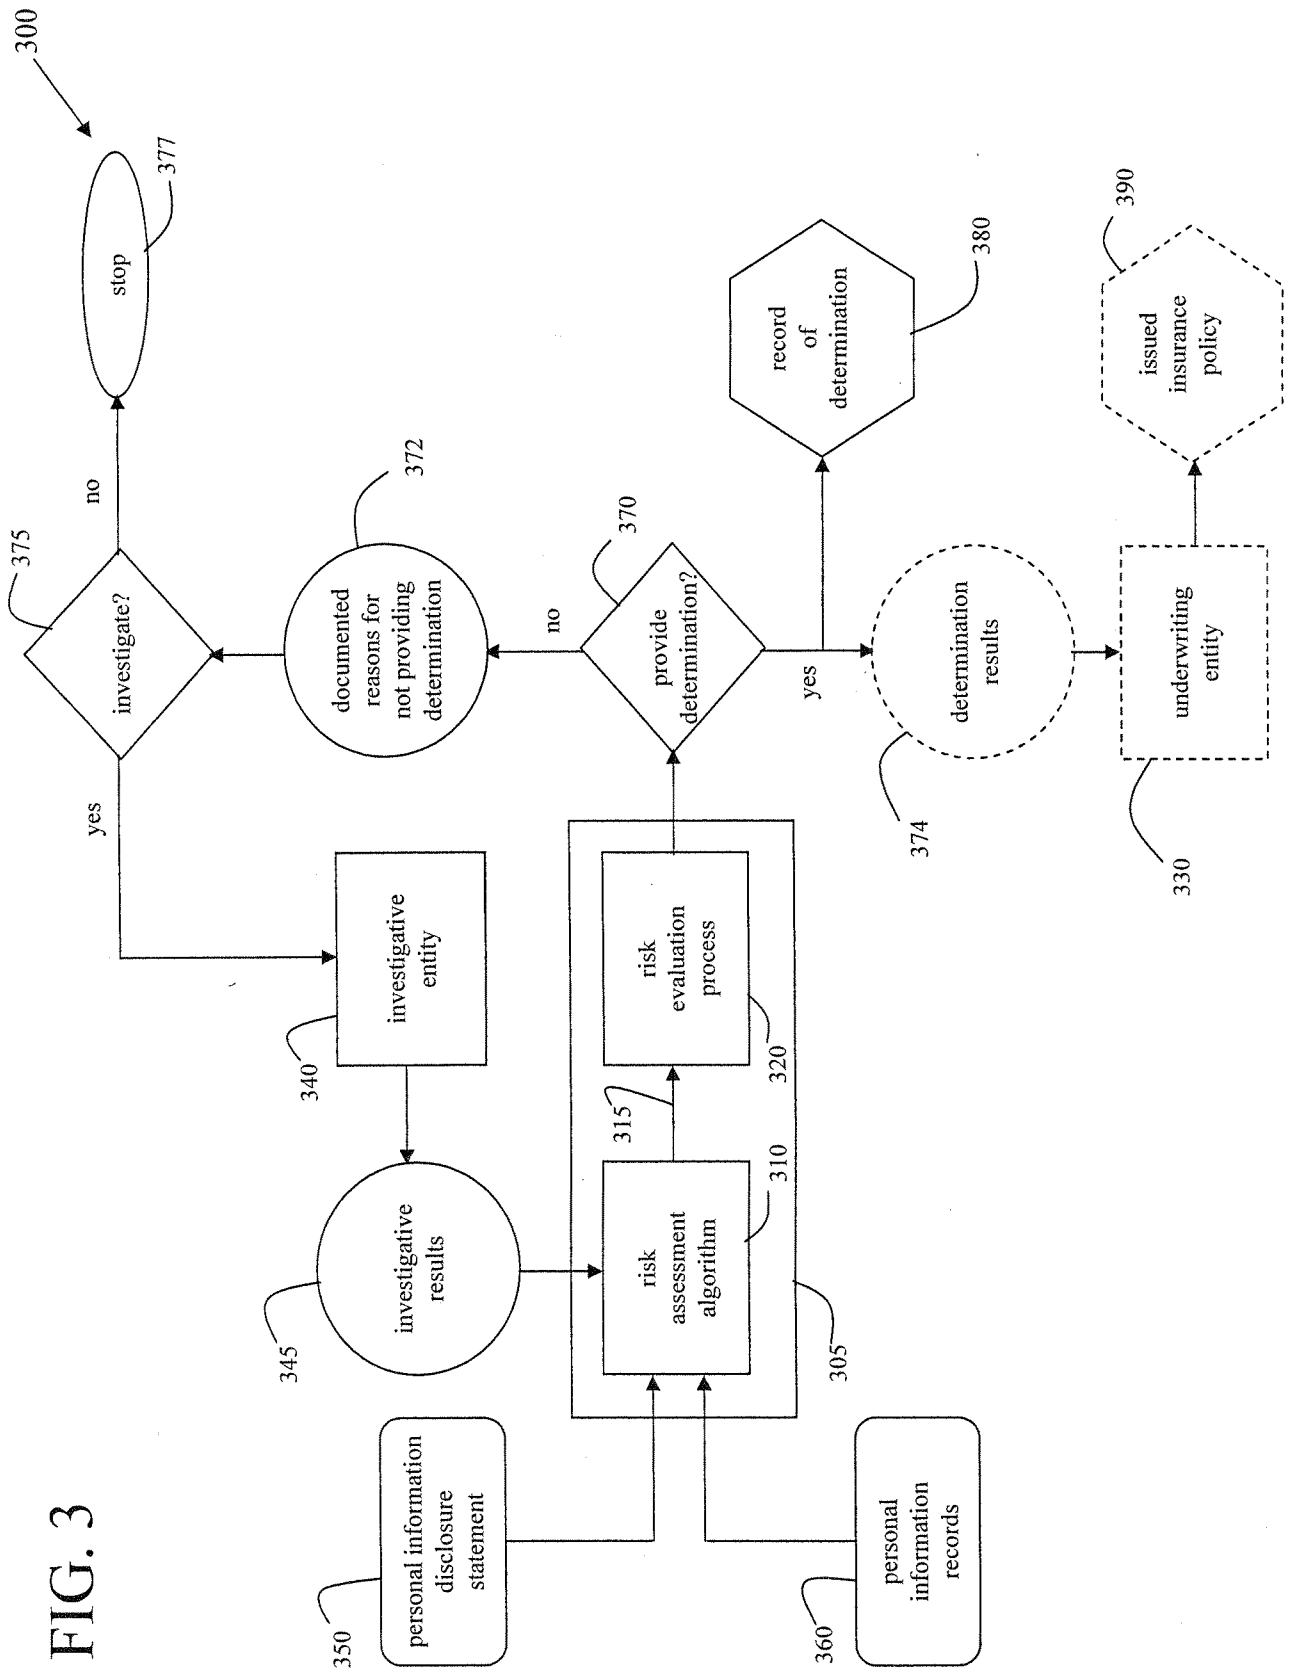 FIG. 3
300
350
personal information
disclosure
statement
360
personal
information
records
345
investigative
results
340
investigative
entity
305
risk
assessment
algorithm
310
315
risk
evaluation
process
320
yes
investigate?
375
no
stop
377
documented
reasons for
not providing
determination
372
no
provide
determination?
370
yes
record
of
determination
380
determination
results
374
underwriting
entity
330
issued
insurance
policy
390